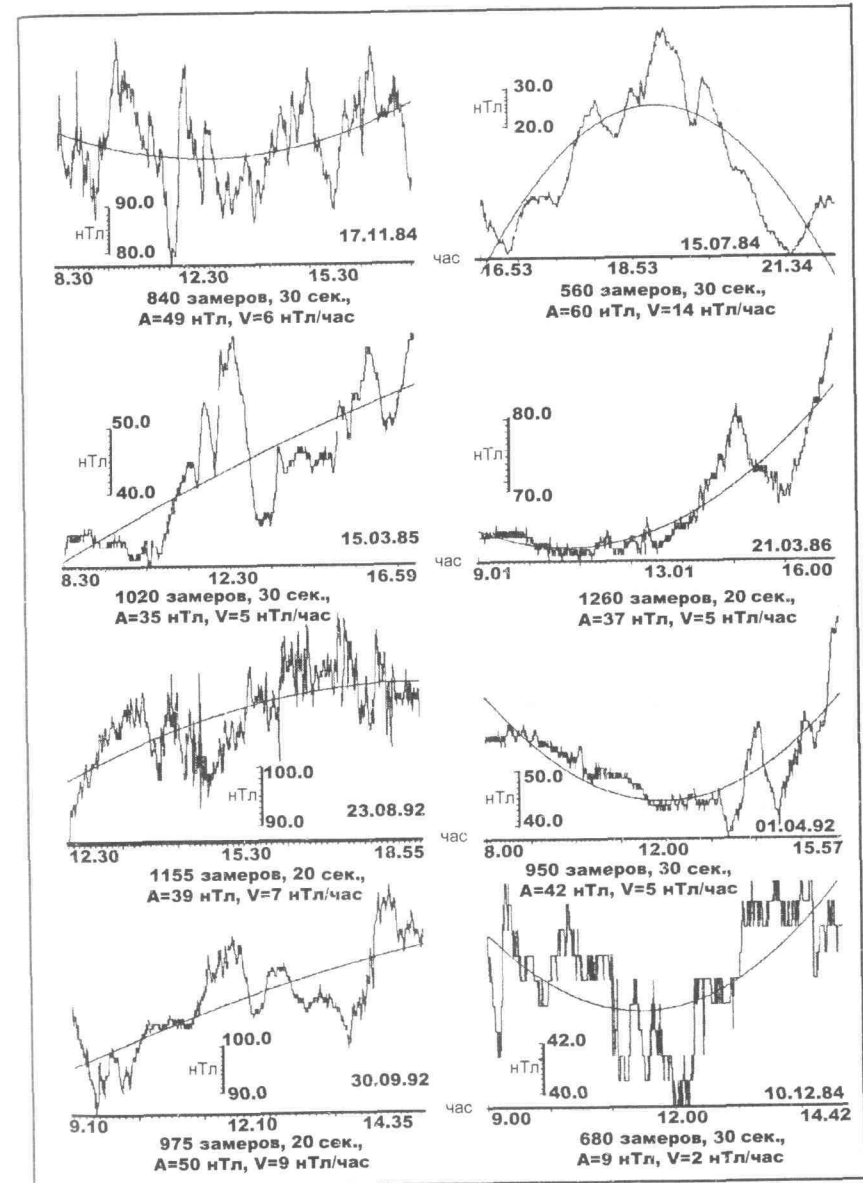 90.0
нТл
80.0
17.11.84
8.30 12.30 15.30
час
840 замеров, 30 сек.,
А=49 нТл, V=6 нТл/час
30.0
нТл
20.0
15.07.84
16.53 18.53 21.34
560 замеров, 30 сек.,
А=60 нТл, V=14 нТл/час
50.0
нТл
40.0
15.03.85
8.30 12.30 16.59
час
1020 замеров, 30 сек.,
А=35 нТл, V=5 нТл/час
80.0
нТл
70.0
21.03.86
9.01 13.01 16.00
1260 замеров, 20 сек.,
А=37 нТл, V=5 нТл/час
100.0
нТл
90.0
23.08.92
12.30 15.30 18.55
час
1155 замеров, 20 сек.,
А=39 нТл, V=7 нТл/час
50.0
нТл
40.0
01.04.92
8.00 12.00 15.57
950 замеров, 30 сек.,
А=42 нТл, V=5 нТл/час
100.0
нТл
90.0
30.09.92
9.10 12.10 14.35
час
975 замеров, 20 сек.,
А=50 нТл, V=9 нТл/час
42.0
нТл
40.0
10.12.84
9.00 12.00 14.42
680 замеров, 30 сек.,
А=9 нТл, V=2 нТл/час